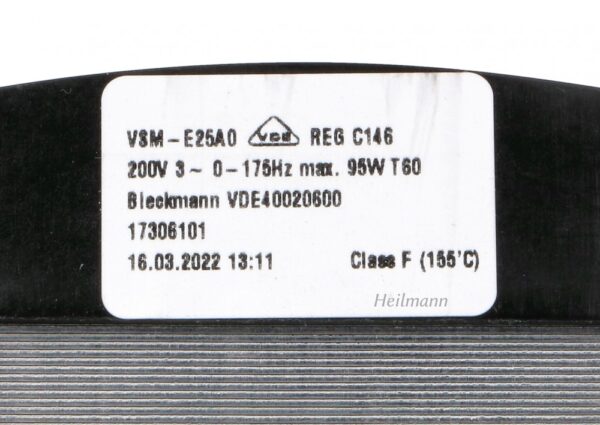 VSM-E25A0 VDE REG C146
200V 3~ 0-175Hz max. 95W T60
Bleckmann VDE40020600
17306101
16.03.2022 13:11 Class F (155°C)
Heilmann